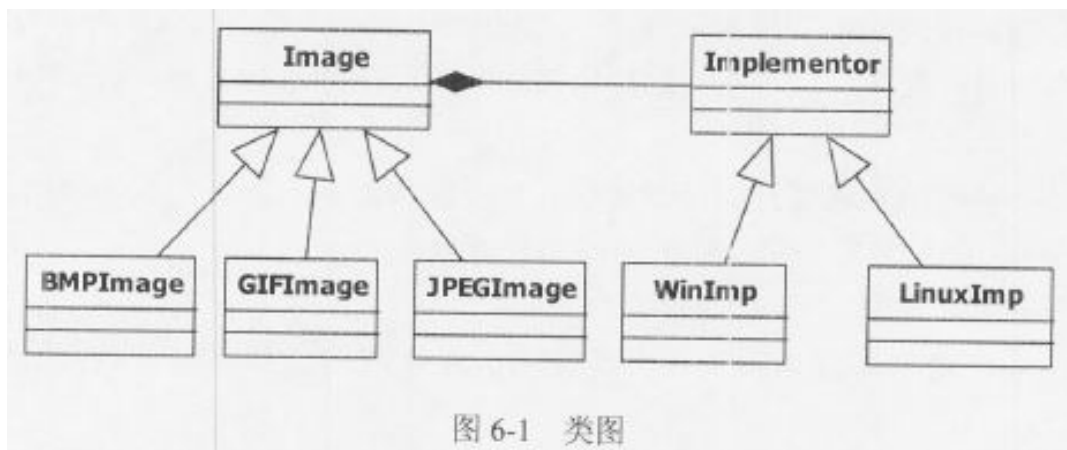 Image
Implementor
BMPImage
GIFImage
JPEGImage
WinImp
LinuxImp
图 6-1 类图